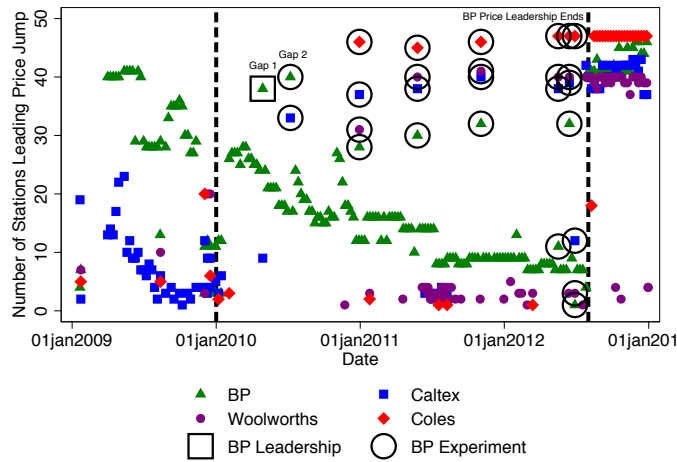 BP Price Leadership Ends
Gap 1
Gap 2
Number of Stations Leading Price Jump
50
40
30
20
10
0
01jan2009
01jan2010
01jan2011
01jan2012
01jan201
Date
BP
Caltex
Woolworths
Coles
BP Leadership
BP Experiment